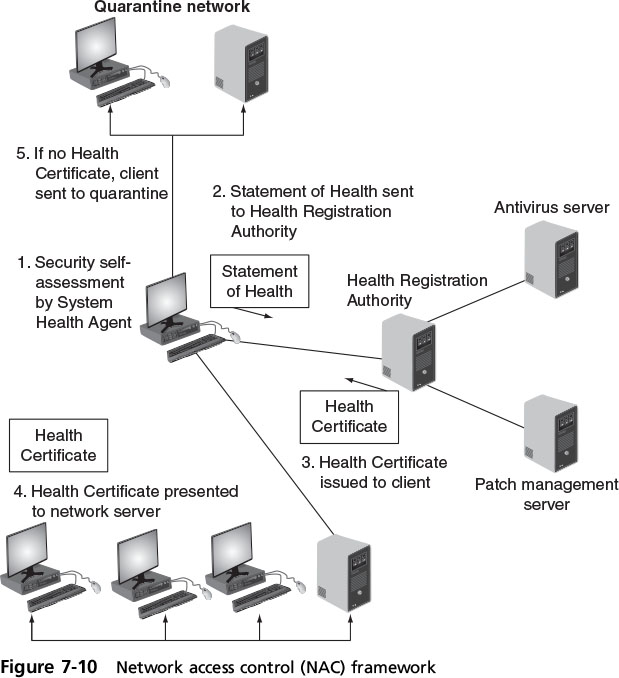 Quarantine network
5. If no Health
Certificate, client
sent to quarantine
2. Statement of Health sent
to Health Registration
Authority
Antivirus server
1. Security self-
assessment
by System
Health Agent
Statement
of Health
Health Registration
Authority
Health
Certificate
Health
Certificate
3. Health Certificate
issued to client
Patch management
server
4. Health Certificate presented
to network server
Figure 7-10 Network access control (NAC) framework